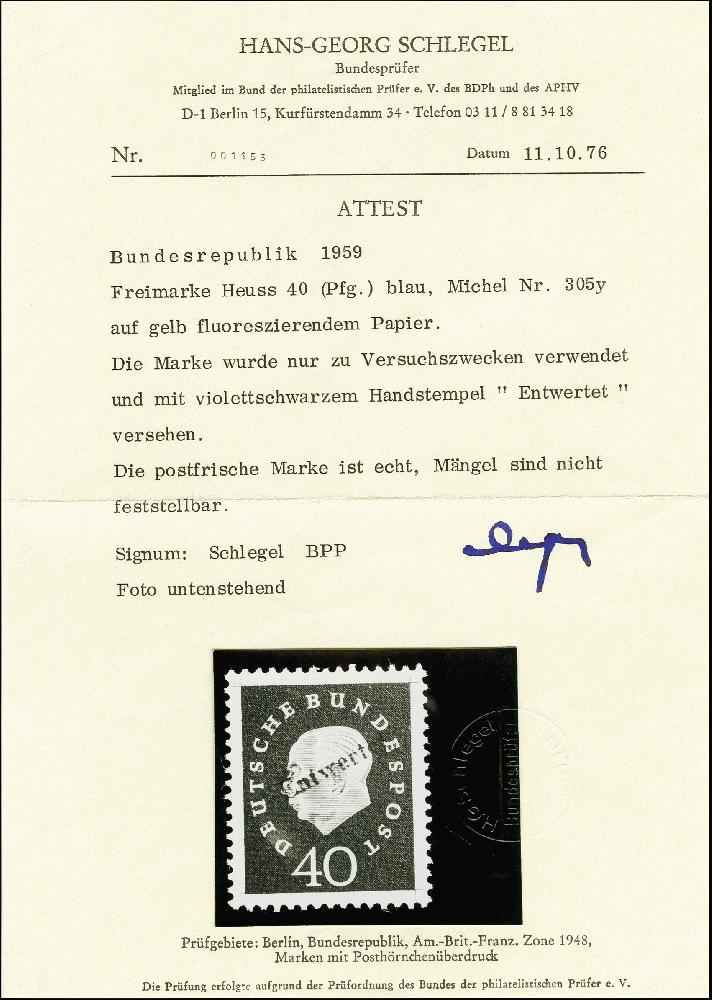 HANS-GEORG SCHLEGEL
Bundesprüfer
Mitglied im Bund der philatelistischen Prüfer e. V. des BDPh und des APHV
D-1 Berlin 15, Kurfürstendamm 34 · Telefon 03 11 / 8 81 34 18
Nr. 001153 Datum 11.10.76
ATTEST
Bundesrepublik 1959
Freimarke Heuss 40 (Pfg.) blau, Michel Nr. 305y
auf gelb fluoreszierendem Papier.
Die Marke wurde nur zu Versuchszwecken verwendet
und mit violettschwarzem Handstempel " Entwertet "
versehen.
Die postfrische Marke ist echt, Mängel sind nicht
feststellbar.
Signum: Schlegel BPP
Foto untenstehend
DEUTSCHE BUNDESPOST
Entwert
40
HG Schlegel
Bundesprüfer
Prüfgebiete: Berlin, Bundesrepublik, Am.-Brit.-Franz. Zone 1948,
Marken mit Posthörnchenüberdruck
Die Prüfung erfolgte aufgrund der Prüfordnung des Bundes der philatelistischen Prüfer e. V.